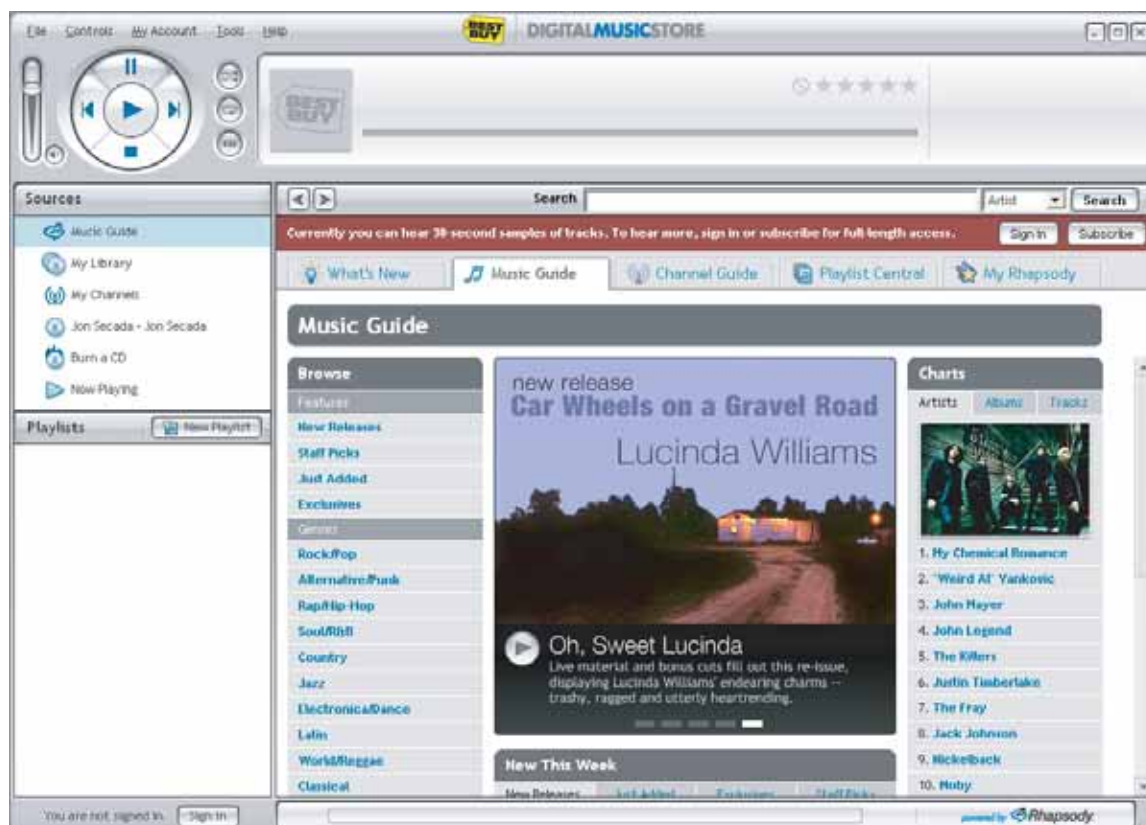 File Controls My Account Tools Help
BEST BUY DIGITALMUSICSTORE
BEST BUY
Sources
Music Guide
My Library
My Channels
Jon Secada - Jon Secada
Burn a CD
Now Playing
Playlists New Playlist
Search Artist Search
Currently you can hear 30-second samples of tracks. To hear more, sign in or subscribe for full-length access. Sign In Subscribe
What's New Music Guide Channel Guide Playlist Central My Rhapsody
Music Guide
Browse
Features
New Releases
Staff Picks
Just Added
Exclusives
Genres
Rock/Pop
Alternative/Punk
Rap/Hip-Hop
Soul/R&B
Country
Jazz
Electronica/Dance
Latin
World/Reggae
Classical
new release
Car Wheels on a Gravel Road
Lucinda Williams
Oh, Sweet Lucinda
Live material and bonus cuts fill out this re-issue,
displaying Lucinda Williams' endearing charms --
trashy, ragged and utterly heartrending.
New This Week
New Releases Just Added Exclusives Staff Picks
Charts
Artists Albums Tracks
1. My Chemical Romance
2. "Weird Al" Yankovic
3. John Mayer
4. John Legend
5. The Killers
6. Justin Timberlake
7. The Fray
8. Jack Johnson
9. Nickelback
10. Moby
You are not signed in. Sign In
powered by Rhapsody